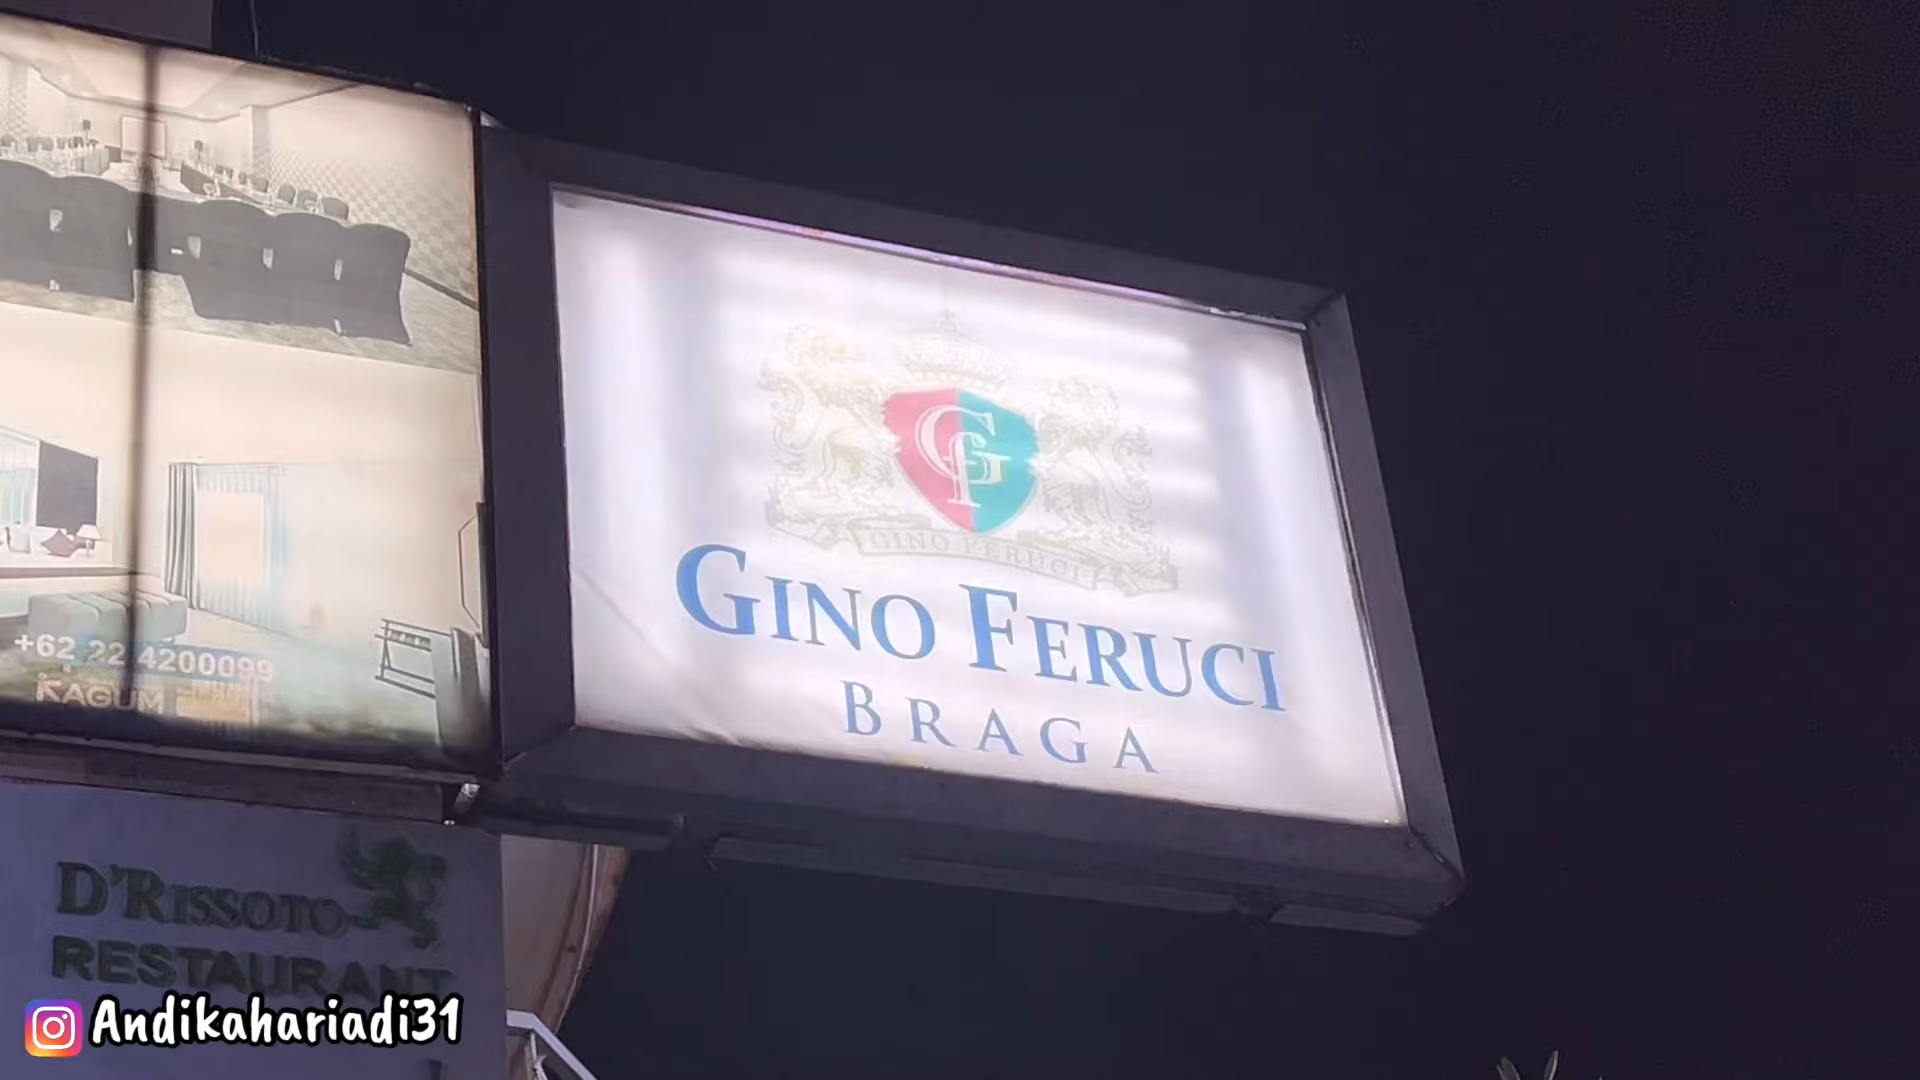 GF
GINO FERUCI
GINO FERUCI
BRAGA
+62 22 4200099
KAGUM
D'RISSOTO
RESTAURANT
Andikahariadi31